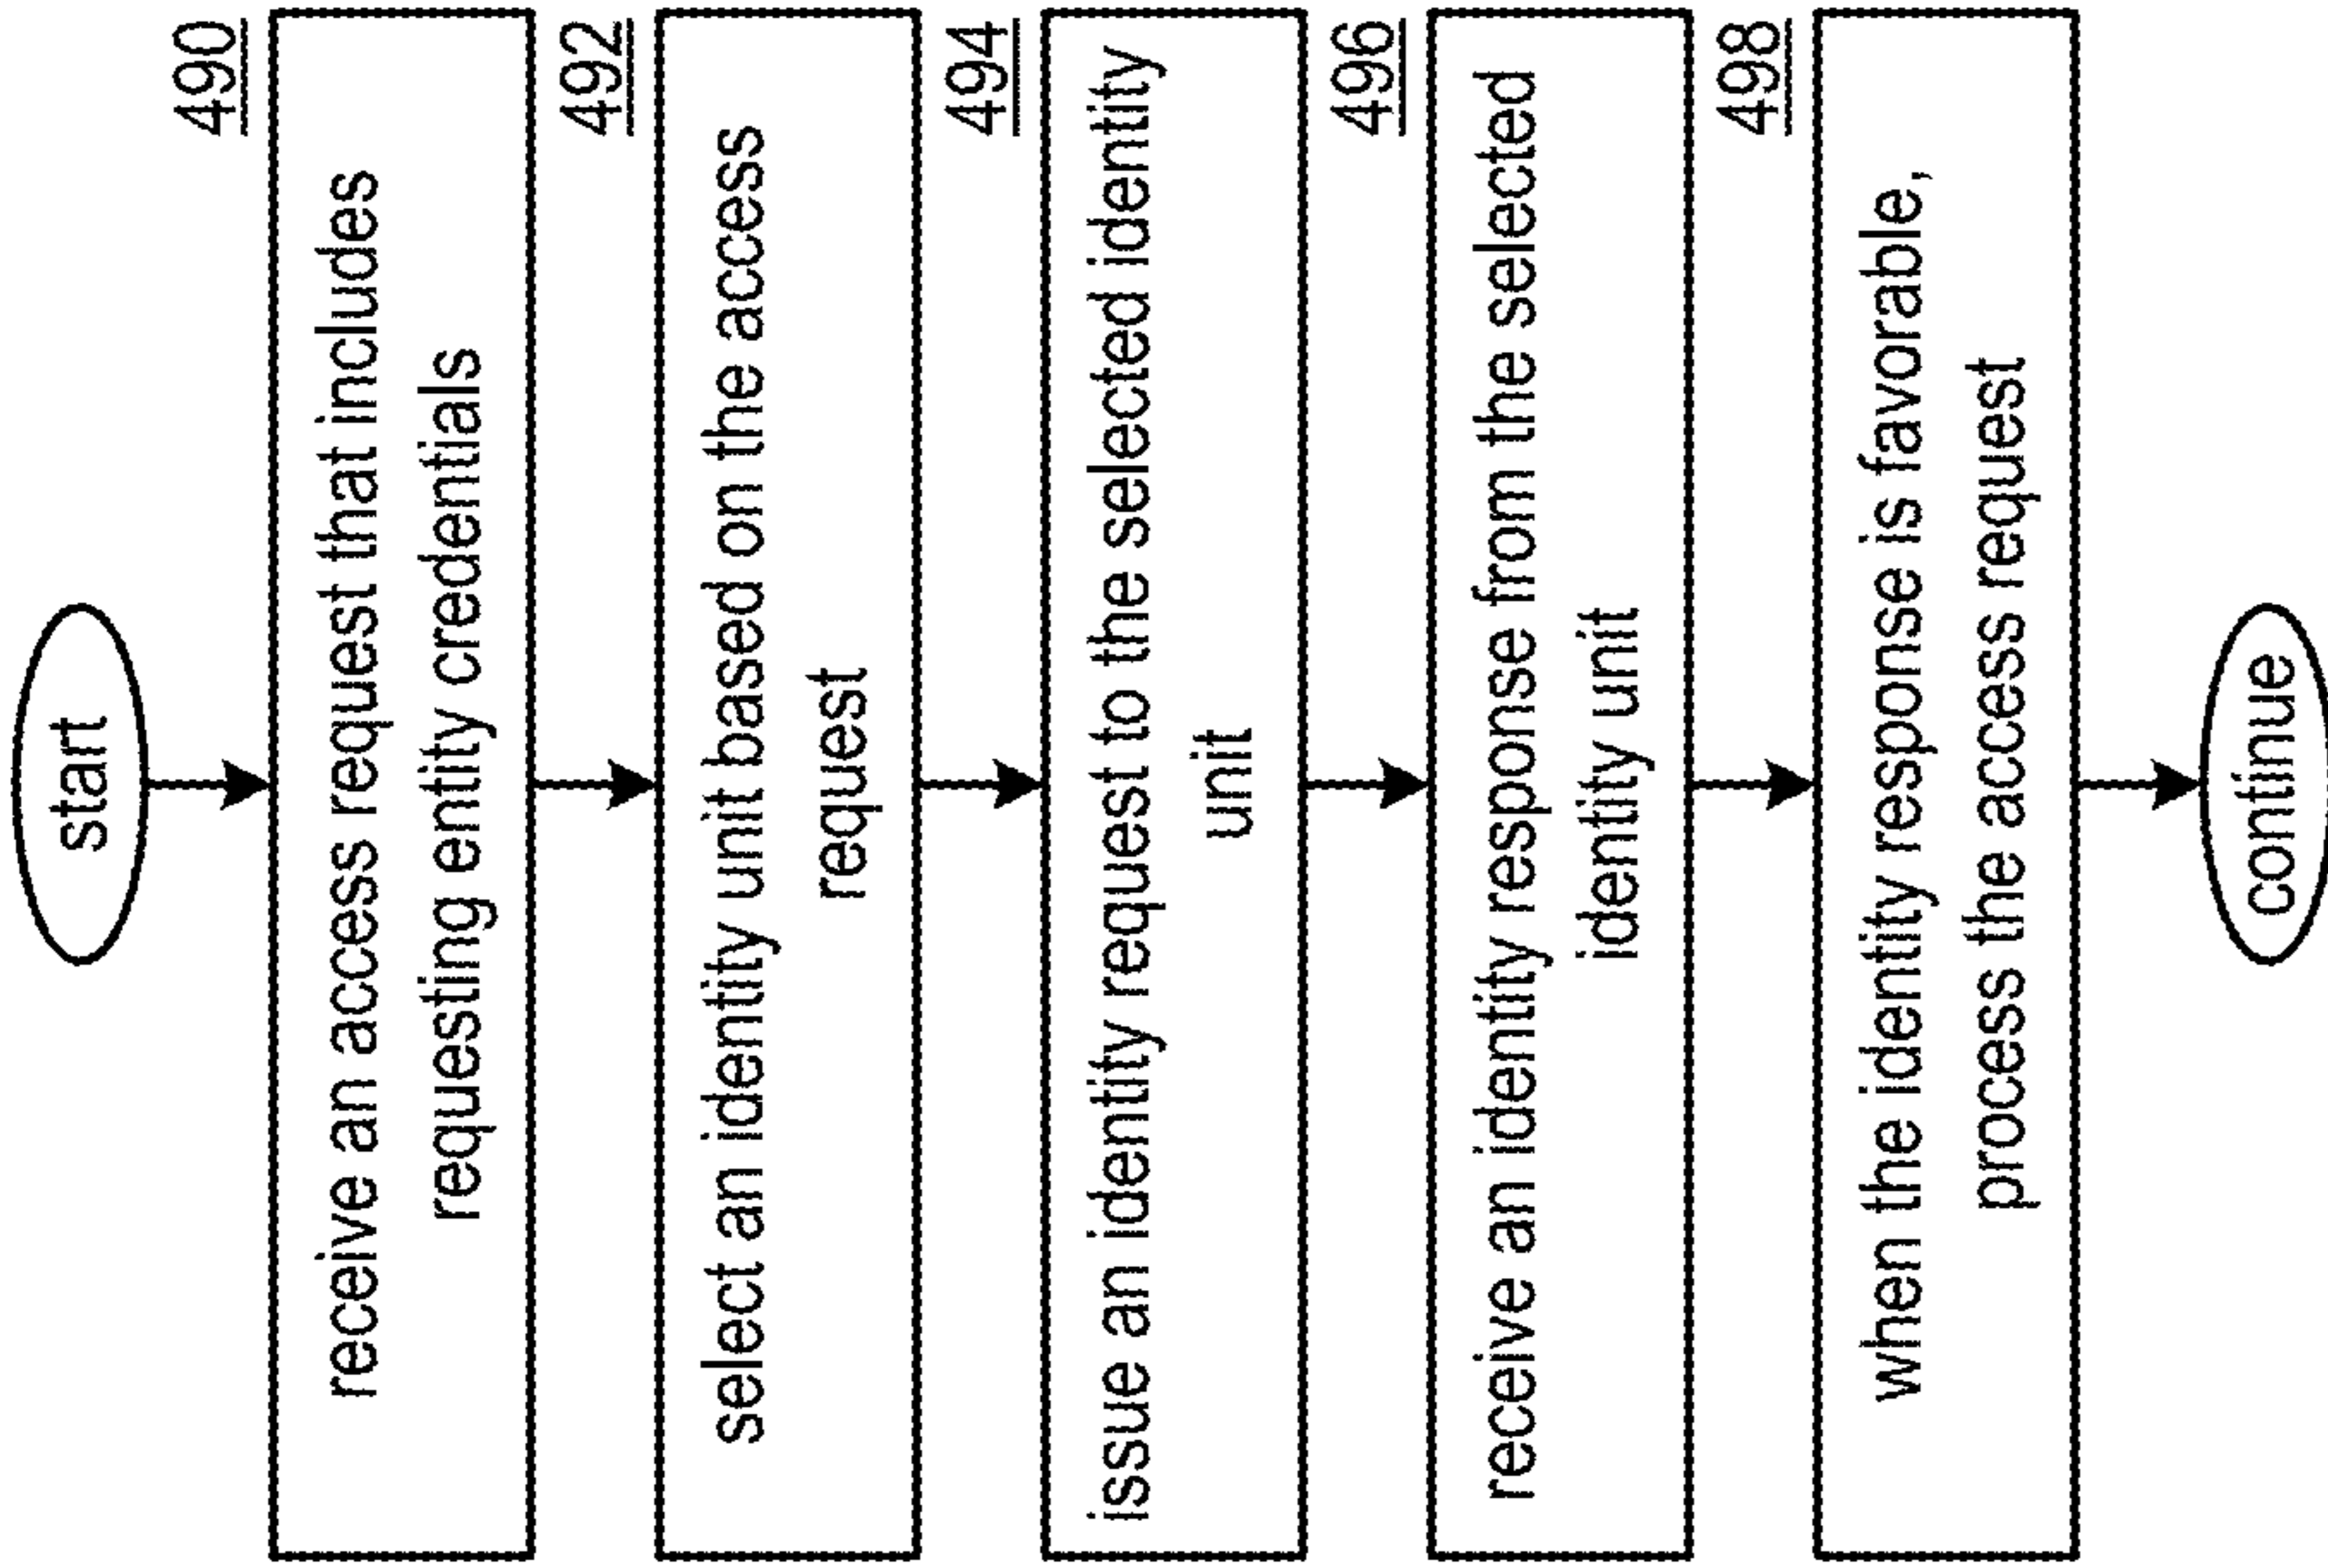 start
490
receive an access request that includes
requesting entity credentials
492
select an identity unit based on the access
request
494
issue an identity request to the selected identity
unit
496
receive an identity response from the selected
identity unit
498
when the identity response is favorable,
process the access request
continue